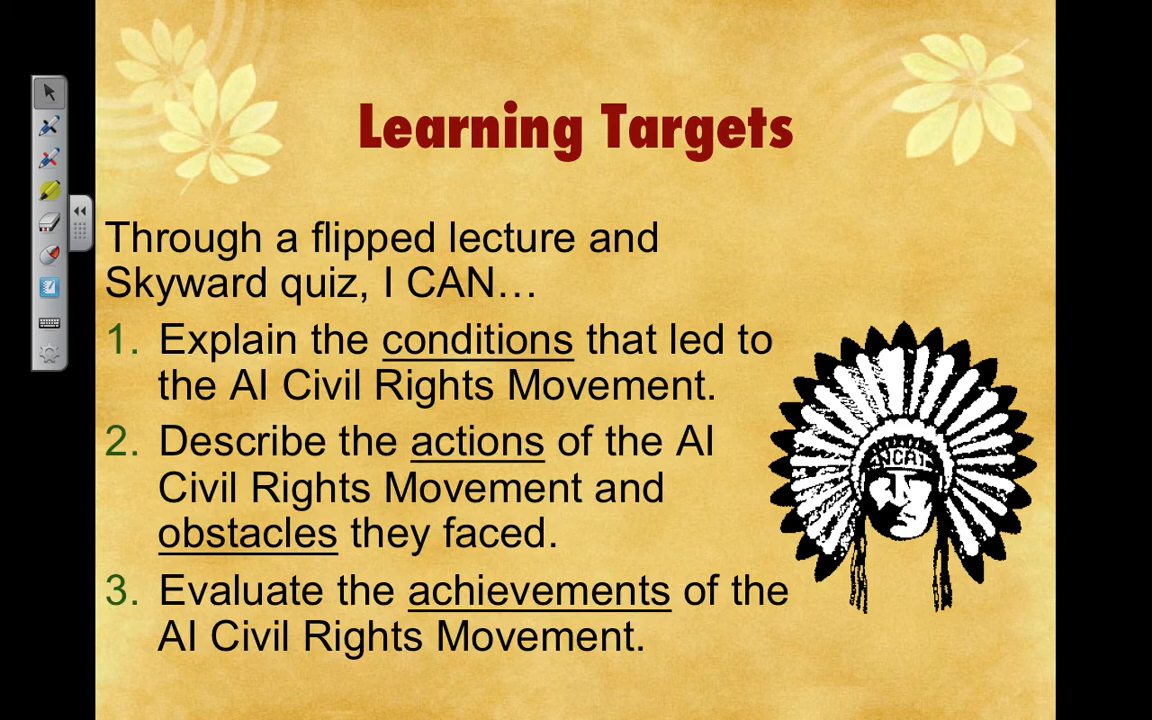 Learning Targets
Through a flipped lecture and
Skyward quiz, I CAN…
1. Explain the conditions that led to
the AI Civil Rights Movement.
2. Describe the actions of the AI
Civil Rights Movement and
obstacles they faced.
3. Evaluate the achievements of the
AI Civil Rights Movement.